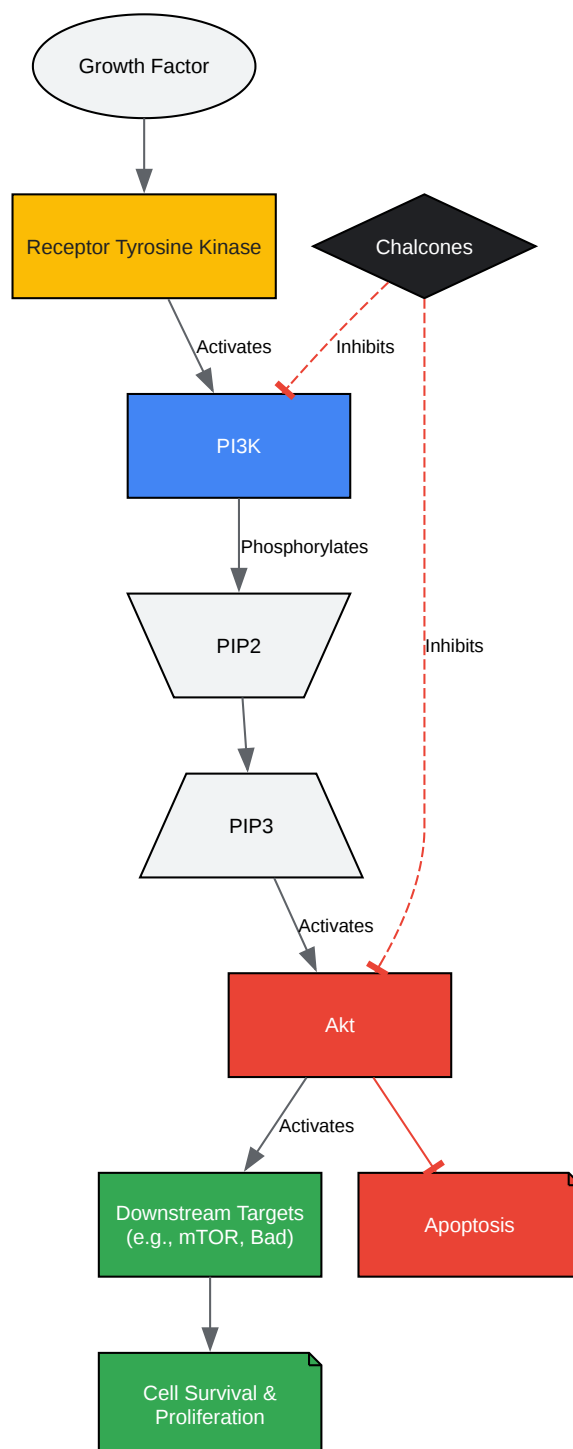 Growth Factor
Receptor Tyrosine Kinase
Chalcones
Activates
Inhibits
PI3K
Phosphorylates
PIP2
Inhibits
PIP3
Activates
Akt
Activates
Downstream Targets
(e.g., mTOR, Bad)
Apoptosis
Cell Survival &
Proliferation